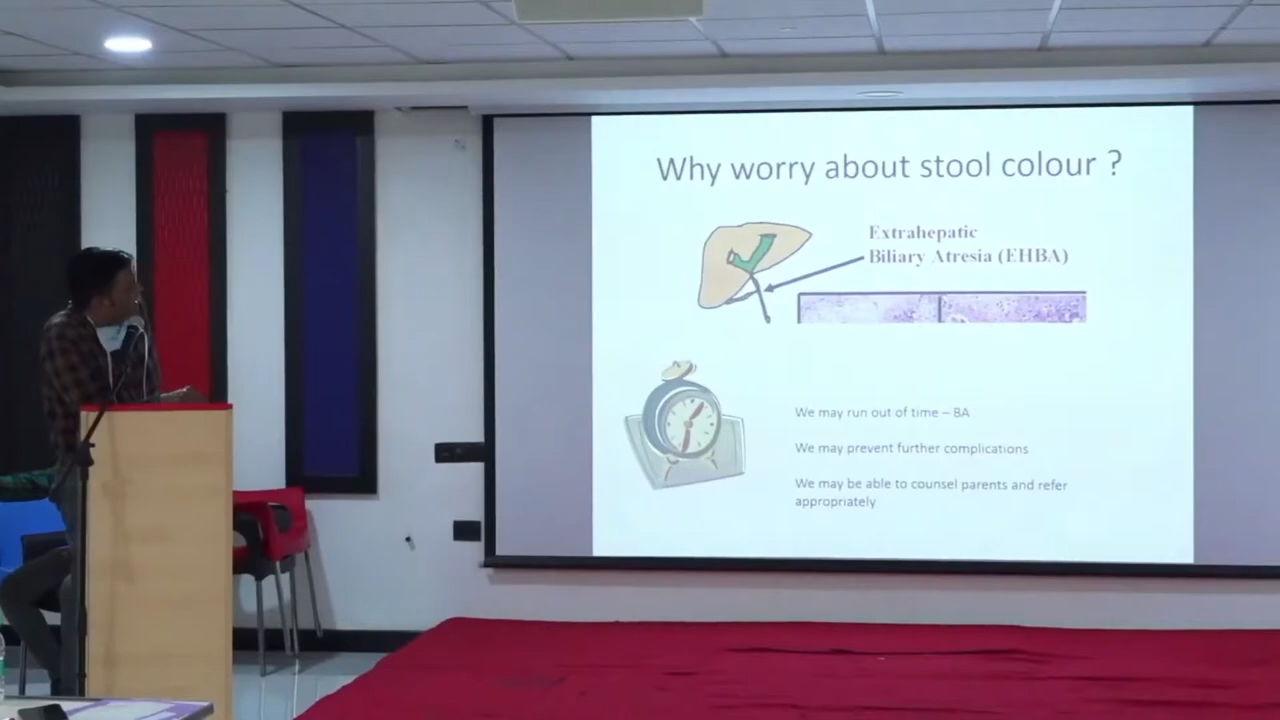 Why worry about stool colour ?
Extrahepatic
Biliary Atresia (EHBA)
We may run out of time – BA
We may prevent further complications
We may be able to counsel parents and refer
appropriately